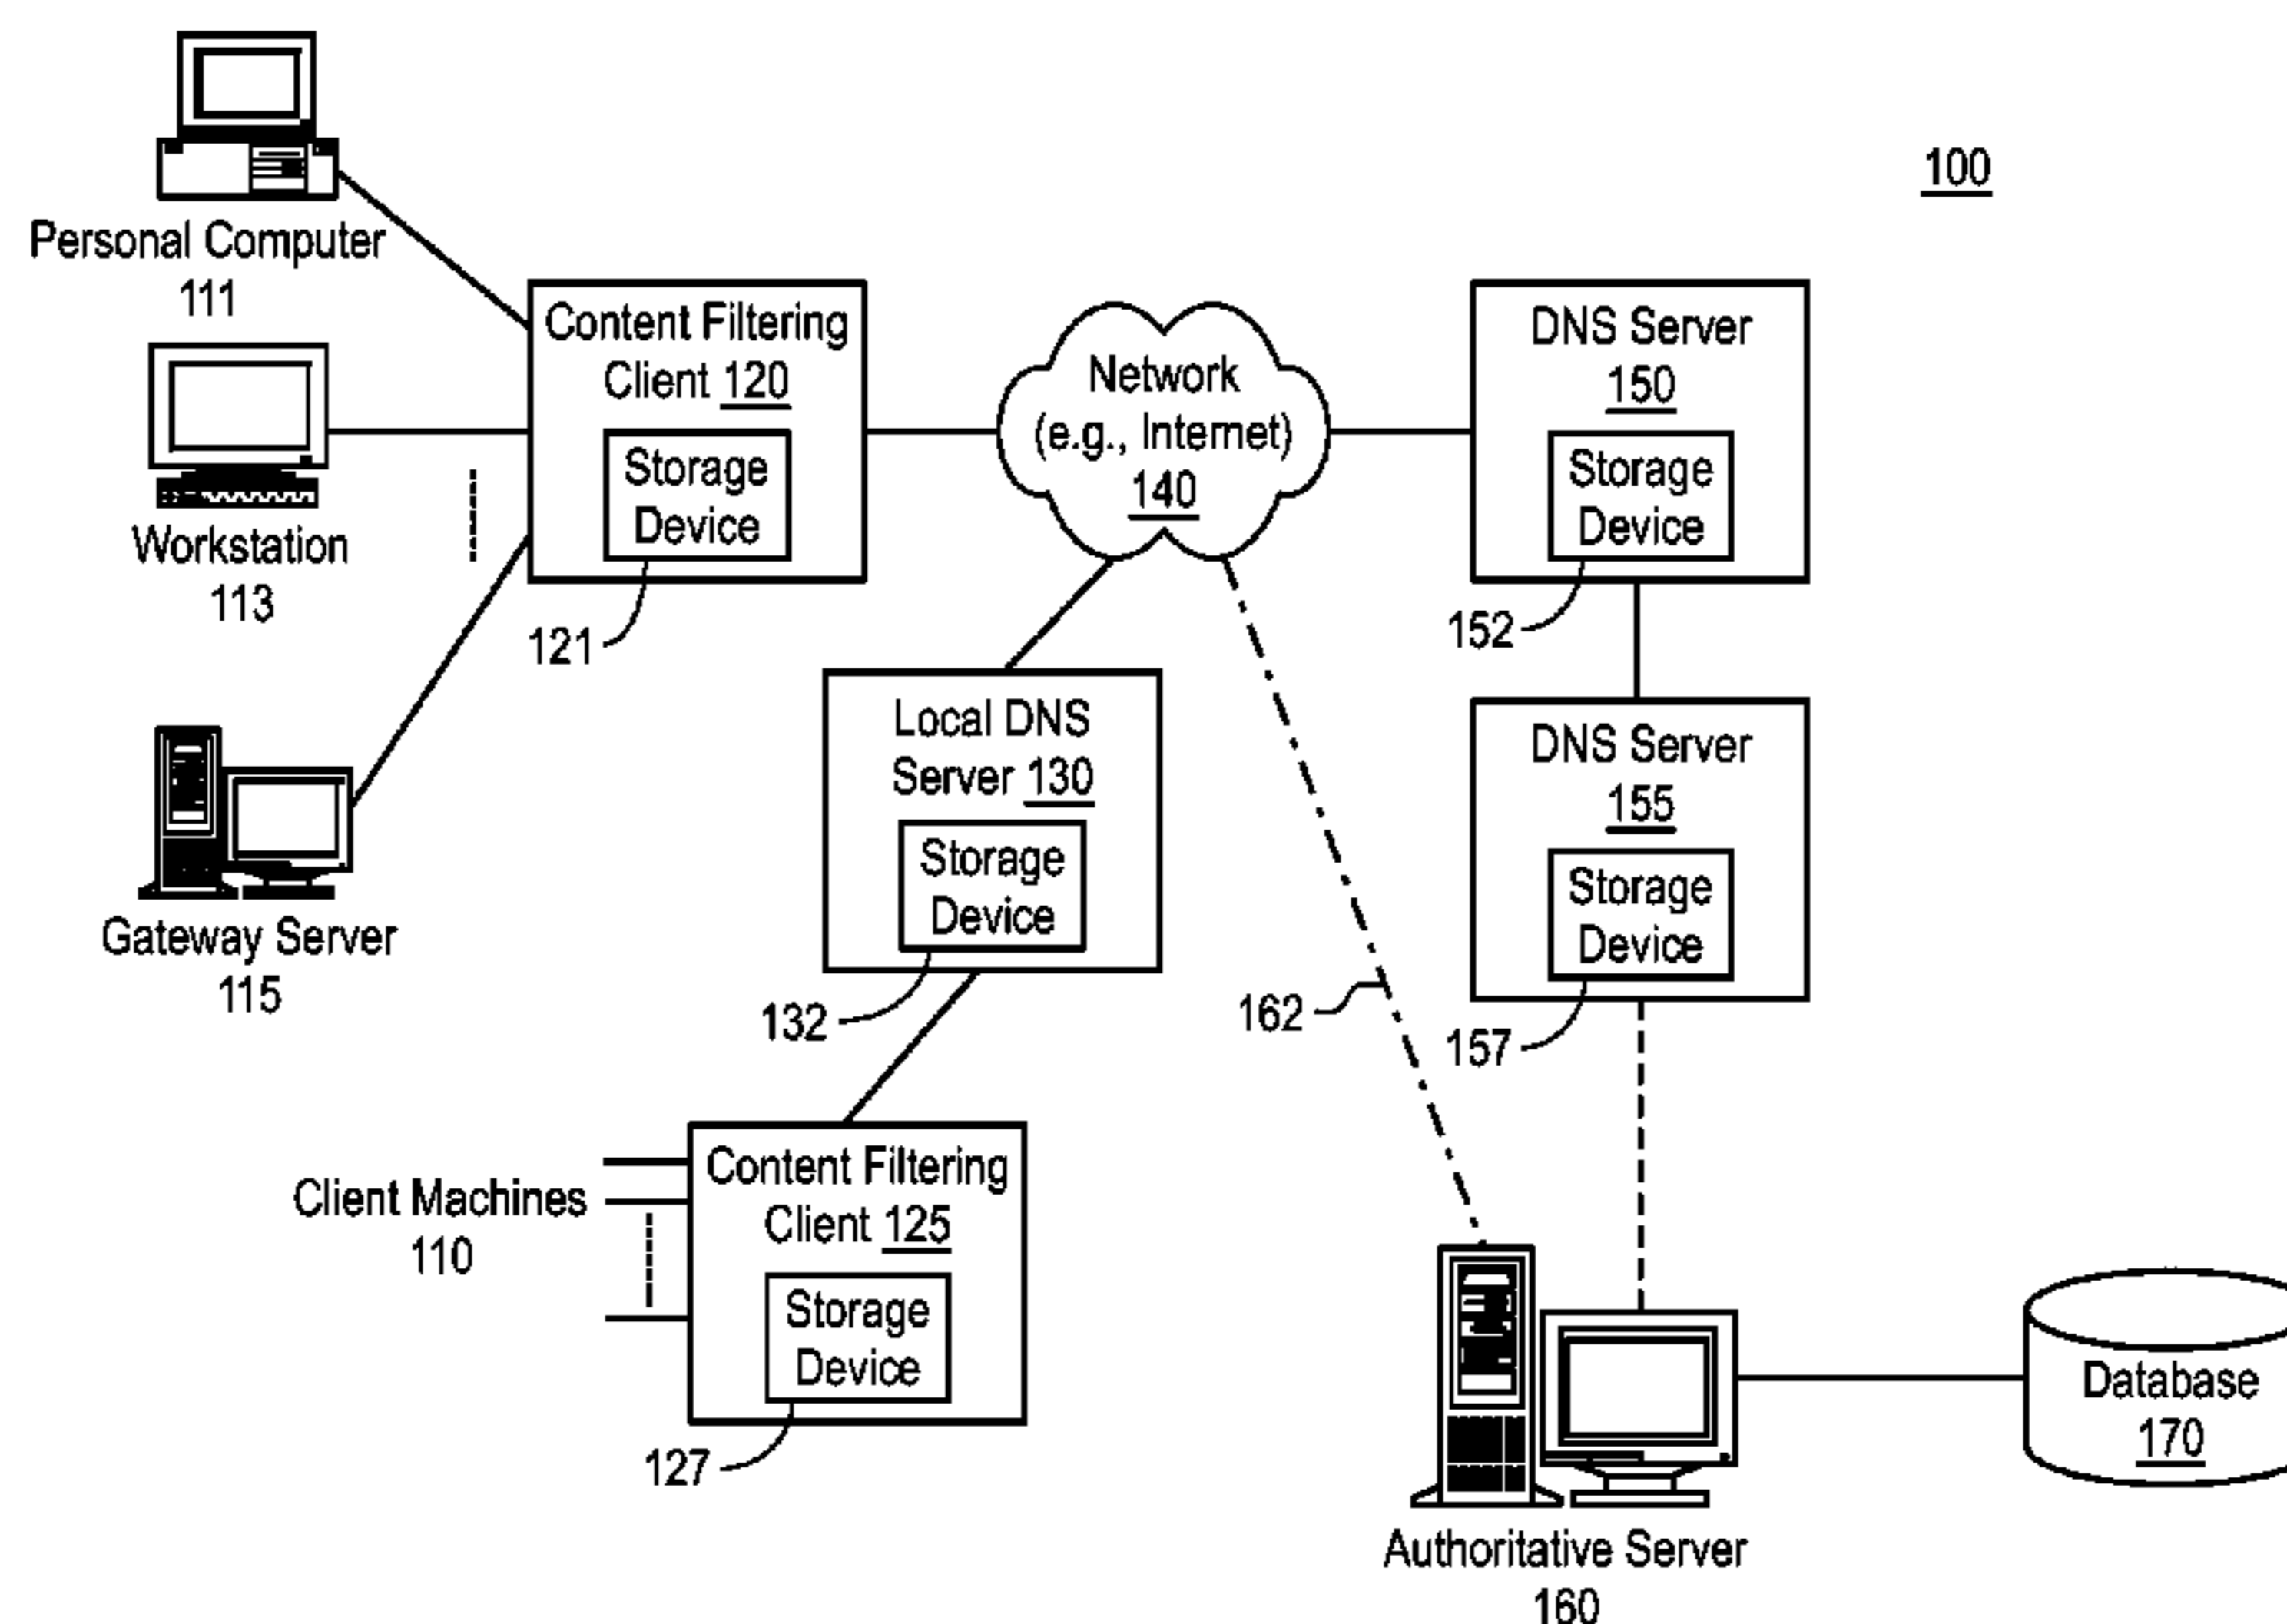 100
Personal Computer
111
Content Filtering
Client 120
Storage
Device
121
Workstation
113
Gateway Server
115
Network
(e.g., Internet)
140
DNS Server
150
Storage
Device
152
Local DNS
Server 130
Storage
Device
132
DNS Server
155
Storage
Device
157
162
Client Machines
110
Content Filtering
Client 125
Storage
Device
127
Authoritative Server
160
Database
170